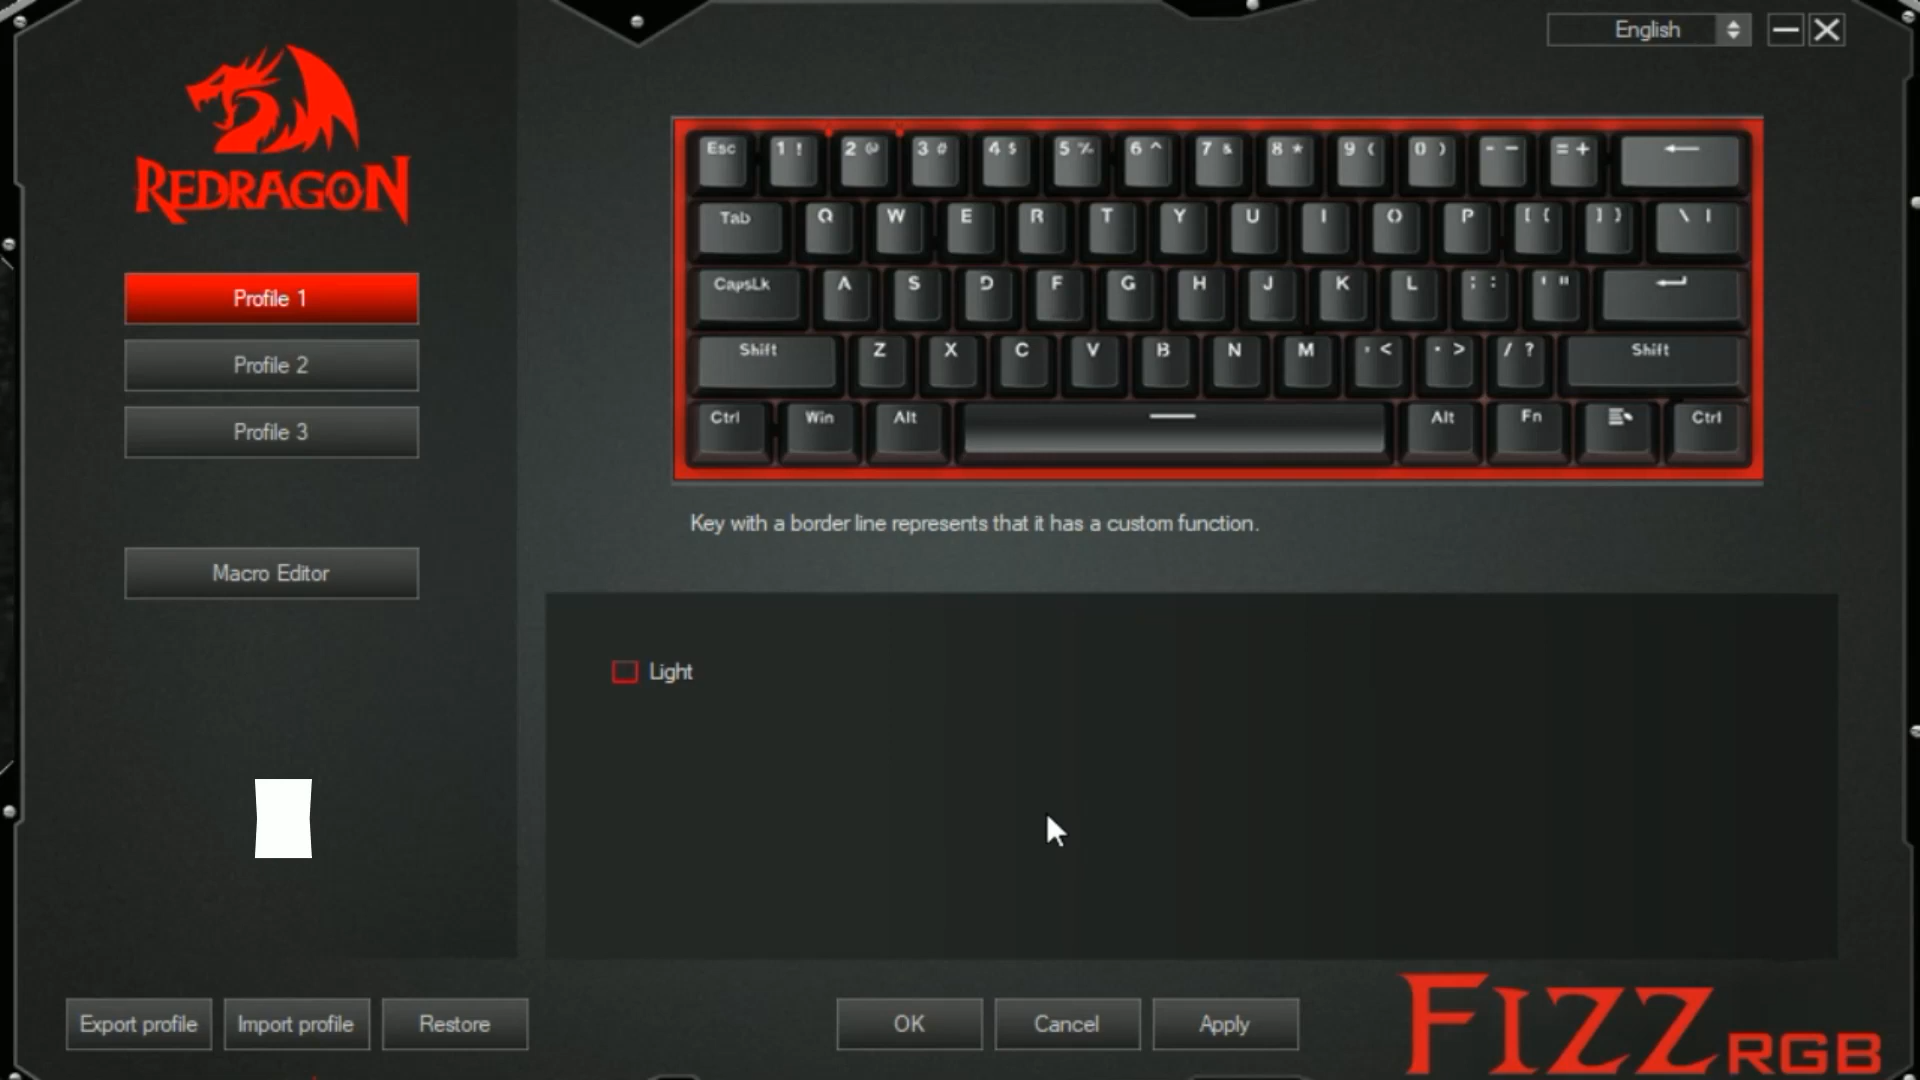 English
REDRAGON
Esc 1 ! 2 @ 3 # 4 $ 5 % 6 ^ 7 & 8 * 9 ( 0 ) - − = +
Tab Q W E R T Y U I O P [ { ] } \ |
CapsLk A S D F G H J K L ; : ' "
Shift Z X C V B N M , < . > / ? Shift
Ctrl Win Alt Alt Fn Ctrl
Profile 1
Profile 2
Profile 3
Key with a border line represents that it has a custom function.
Macro Editor
Light
Export profile Import profile Restore OK Cancel Apply
FIZZ RGB